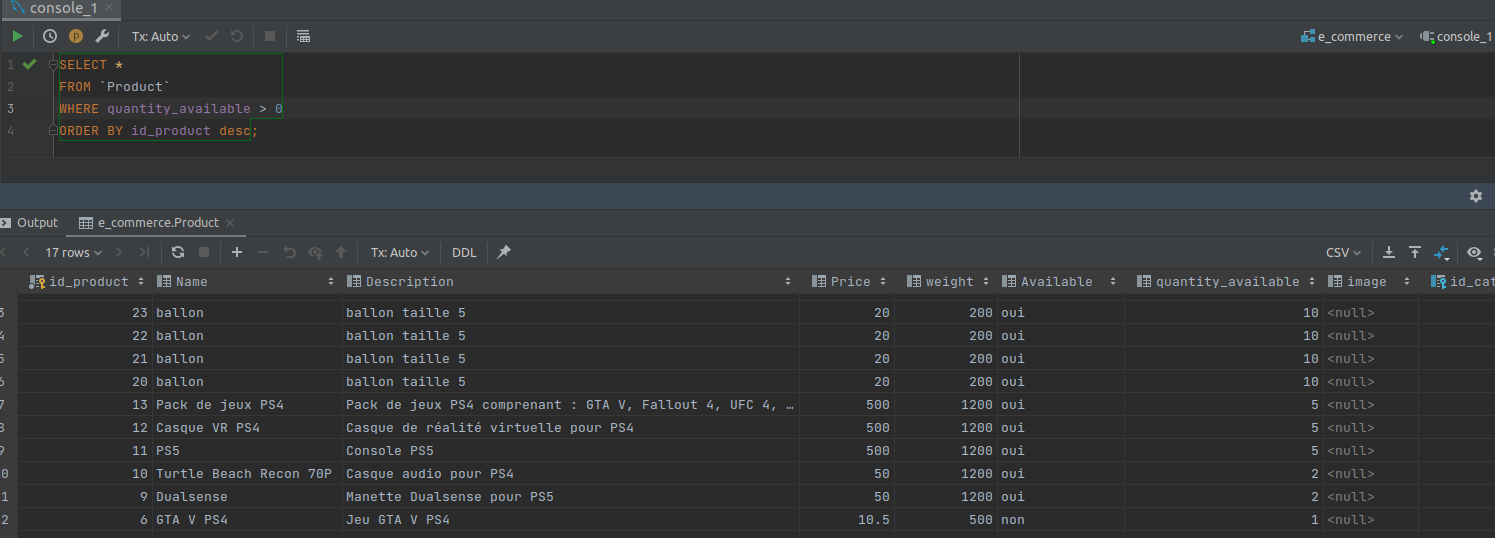 console_1
Tx: Auto
e_commerce
console_1
1 SELECT *
2 FROM `Product`
3 WHERE quantity_available > 0
4 ORDER BY id_product desc;
Output e_commerce.Product
17 rows Tx: Auto DDL CSV
id_product Name Description Price weight Available quantity_available image id_cat
3 23 ballon ballon taille 5 20 200 oui 10 <null>
4 22 ballon ballon taille 5 20 200 oui 10 <null>
5 21 ballon ballon taille 5 20 200 oui 10 <null>
6 20 ballon ballon taille 5 20 200 oui 10 <null>
7 13 Pack de jeux PS4 Pack de jeux PS4 comprenant : GTA V, Fallout 4, UFC 4, … 500 1200 oui 5 <null>
8 12 Casque VR PS4 Casque de réalité virtuelle pour PS4 500 1200 oui 5 <null>
9 11 PS5 Console PS5 500 1200 oui 5 <null>
0 10 Turtle Beach Recon 70P Casque audio pour PS4 50 1200 oui 2 <null>
1 9 Dualsense Manette Dualsense pour PS5 50 1200 oui 2 <null>
2 6 GTA V PS4 Jeu GTA V PS4 10.5 500 non 1 <null>